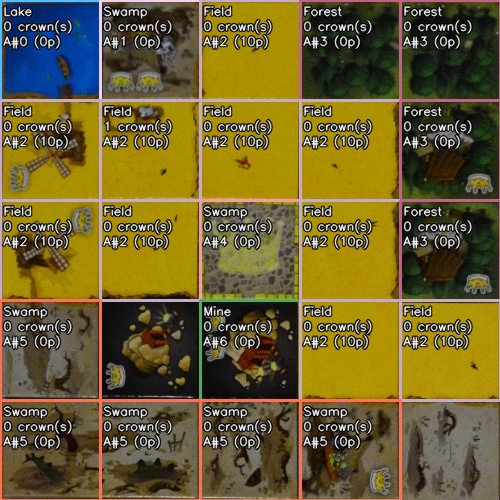 Lake
0 crown(s)
A#0 (0p)
Swamp
0 crown(s)
A#1 (0p)
Field
0 crown(s)
A#2 (10p)
Forest
0 crown(s)
A#3 (0p)
Forest
0 crown(s)
A#3 (0p)
Field
0 crown(s)
A#2 (10p)
Field
1 crown(s)
A#2 (10p)
Field
0 crown(s)
A#2 (10p)
Field
0 crown(s)
A#2 (10p)
Forest
0 crown(s)
A#3 (0p)
Field
0 crown(s)
A#2 (10p)
Field
0 crown(s)
A#2 (10p)
Swamp
0 crown(s)
A#4 (0p)
Field
0 crown(s)
A#2 (10p)
Forest
0 crown(s)
A#3 (0p)
Swamp
0 crown(s)
A#5 (0p)
Mine
0 crown(s)
A#6 (0p)
Field
0 crown(s)
A#2 (10p)
Field
0 crown(s)
A#2 (10p)
Swamp
0 crown(s)
A#5 (0p)
Swamp
0 crown(s)
A#5 (0p)
Swamp
0 crown(s)
A#5 (0p)
Swamp
0 crown(s)
A#5 (0p)